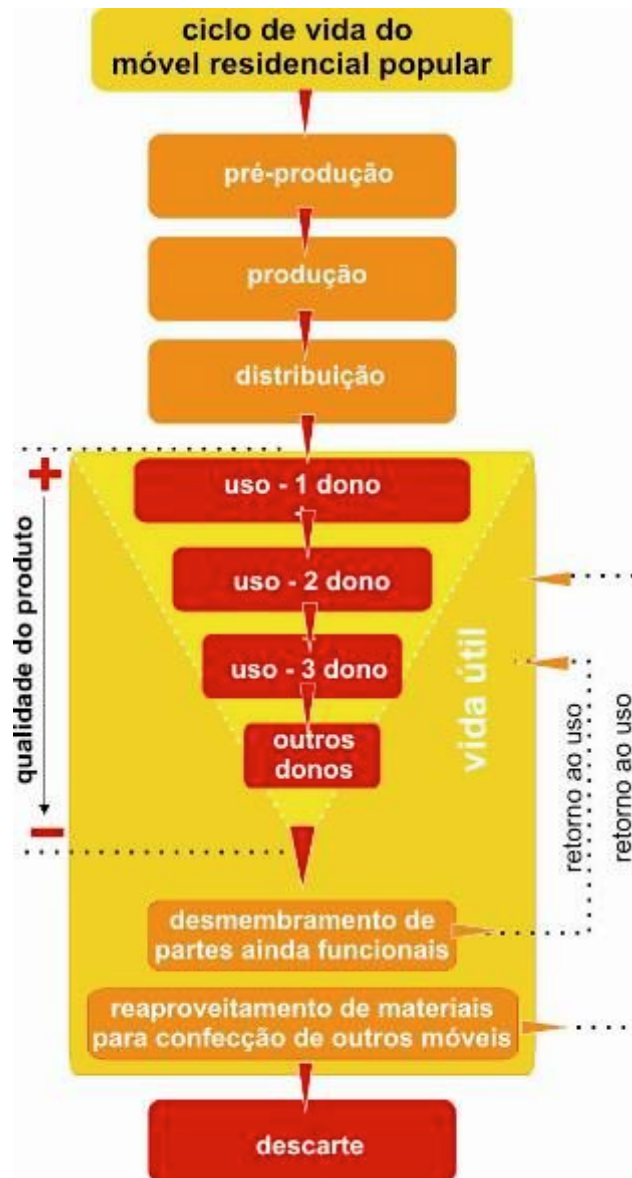 ciclo de vida do
móvel residencial popular
pré-produção
produção
distribuição
+
uso - 1 dono
uso - 2 dono
uso - 3 dono
outros
donos
−
qualidade do produto
vida útil
retorno ao uso
retorno ao uso
desmembramento de
partes ainda funcionais
reaproveitamento de materiais
para confecção de outros móveis
descarte